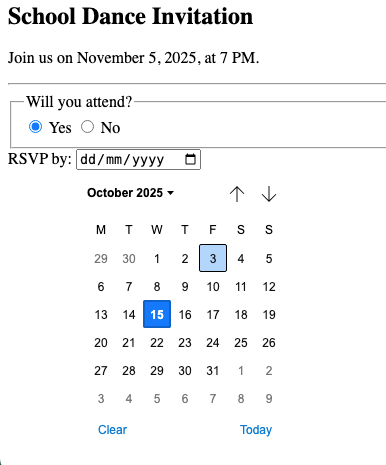 School Dance Invitation
Join us on November 5, 2025, at 7 PM.
Will you attend?
Yes No
RSVP by: dd/mm/yyyy
October 2025
M T W T F S S
29 30 1 2 3 4 5
6 7 8 9 10 11 12
13 14 15 16 17 18 19
20 21 22 23 24 25 26
27 28 29 30 31 1 2
3 4 5 6 7 8 9
Clear Today